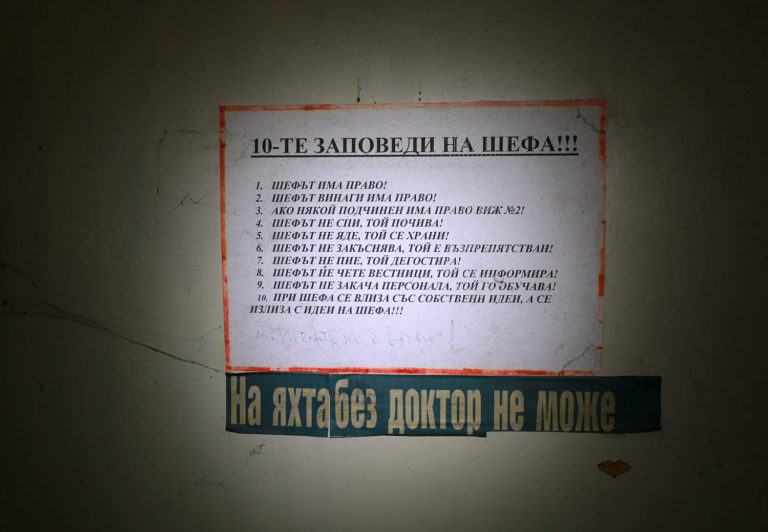 10-ТЕ ЗАПОВЕДИ НА ШЕФА!!!
1. ШЕФЪТ ИМА ПРАВО!
2. ШЕФЪТ ВИНАГИ ИМА ПРАВО!
3. АКО НЯКОЙ ПОДЧИНЕН ИМА ПРАВО ВИЖ №2!
4. ШЕФЪТ НЕ СПИ, ТОЙ ПОЧИВА!
5. ШЕФЪТ НЕ ЯДЕ, ТОЙ СЕ ХРАНИ!
6. ШЕФЪТ НЕ ЗАКЪСНЯВА, ТОЙ Е ВЪЗПРЕПЯТСТВАН!
7. ШЕФЪТ НЕ ПИЕ, ТОЙ ДЕГОСТИРА!
8. ШЕФЪТ НЕ ЧЕТЕ ВЕСТНИЦИ, ТОЙ СЕ ИНФОРМИРА!
9. ШЕФЪТ НЕ ЗАКАЧА ПЕРСОНАЛА, ТОЙ ГО ОБУЧАВА!
10. ПРИ ШЕФА СЕ ВЛИЗА СЪС СОБСТВЕНИ ИДЕИ, А СЕ
ИЗЛИЗА С ИДЕИ НА ШЕФА!!!
На яхта без доктор не може